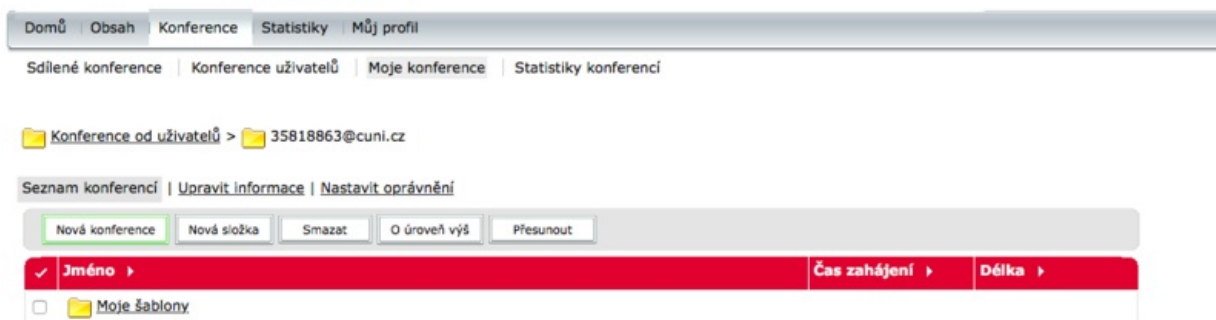 Domů Obsah Konference Statistiky Můj profil
Sdílené konference Konference uživatelů Moje konference Statistiky konferencí
Konference od uživatelů > 35818863@cuni.cz
Seznam konferencí | Upravit informace | Nastavit oprávnění
Nová konference Nová složka Smazat O úroveň výš Přesunout
Jméno Čas zahájení Délka
Moje šablony